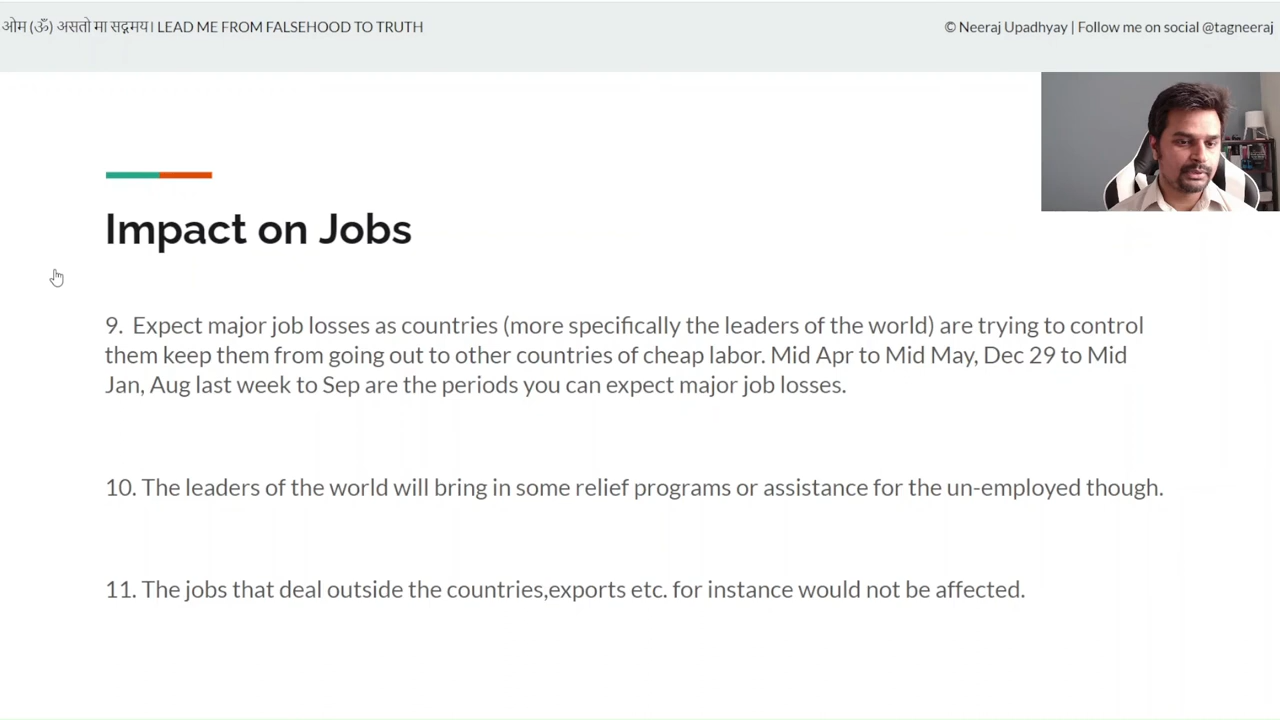 ओम (ॐ) असतो मा सद्गमय। LEAD ME FROM FALSEHOOD TO TRUTH
© Neeraj Upadhyay | Follow me on social @tagneeraj
Impact on Jobs
9. Expect major job losses as countries (more specifically the leaders of the world) are trying to control
them keep them from going out to other countries of cheap labor. Mid Apr to Mid May, Dec 29 to Mid
Jan, Aug last week to Sep are the periods you can expect major job losses.
10. The leaders of the world will bring in some relief programs or assistance for the un-employed though.
11. The jobs that deal outside the countries,exports etc. for instance would not be affected.